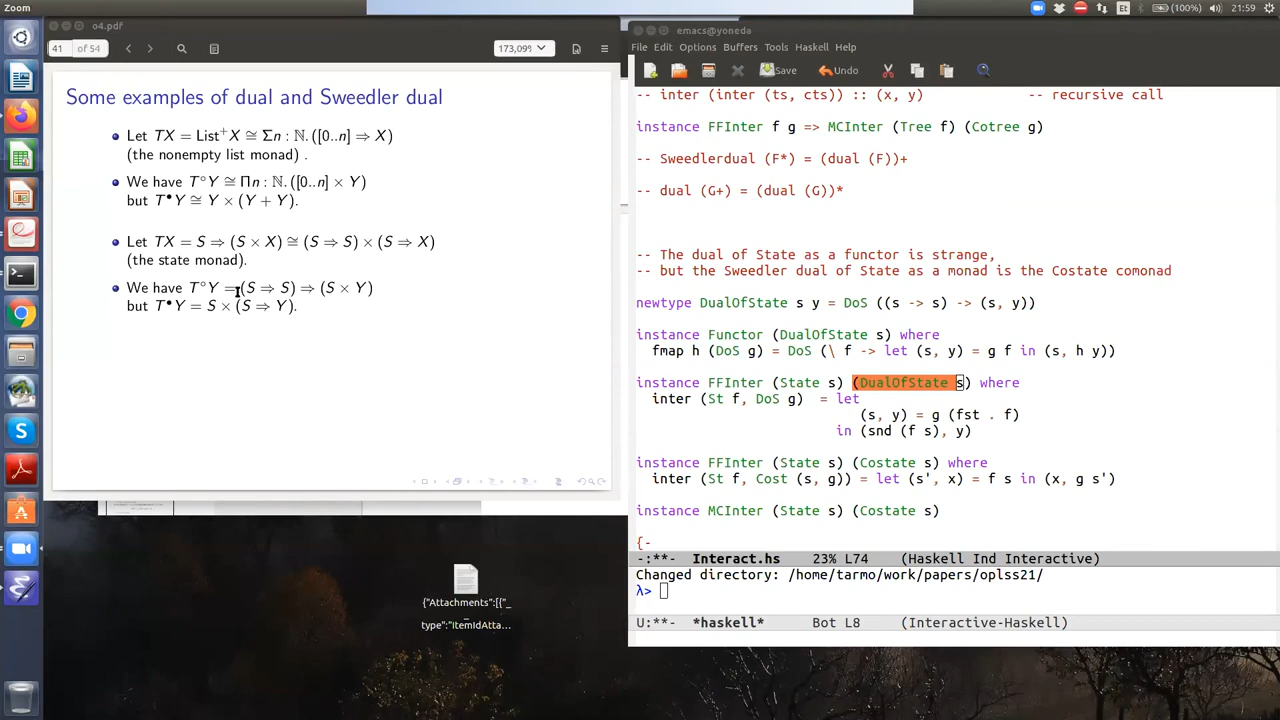 Zoom
Et
(100%)
21:59
o4.pdf
41 of 54
173,09%
Some examples of dual and Sweedler dual
Let TX = List⁺X ≅ Σn : ℕ. ([0..n] ⇒ X)
(the nonempty list monad) .
We have T°Y ≅ Πn : ℕ. ([0..n] × Y)
but T•Y ≅ Y × (Y + Y).
Let TX = S ⇒ (S × X) ≅ (S ⇒ S) × (S ⇒ X)
(the state monad).
We have T°Y = (S ⇒ S) ⇒ (S × Y)
but T•Y = S × (S ⇒ Y).
{"Attachments":[{"_
_type":"ItemIdAtta...
emacs@yoneda
File Edit Options Buffers Tools Haskell Help
Save Undo
-- inter (inter (ts, cts)) :: (x, y) -- recursive call
instance FFInter f g => MCInter (Tree f) (Cotree g)
-- Sweedlerdual (F*) = (dual (F))+
-- dual (G+) = (dual (G))*
-- The dual of State as a functor is strange,
-- but the Sweedler dual of State as a monad is the Costate comonad
newtype DualOfState s y = DoS ((s -> s) -> (s, y))
instance Functor (DualOfState s) where
fmap h (DoS g) = DoS (\ f -> let (s, y) = g f in (s, h y))
instance FFInter (State s) (DualOfState s) where
inter (St f, DoS g) = let
(s, y) = g (fst . f)
in (snd (f s), y)
instance FFInter (State s) (Costate s) where
inter (St f, Cost (s, g)) = let (s', x) = f s in (x, g s')
instance MCInter (State s) (Costate s)
{-
-:**- Interact.hs 23% L74 (Haskell Ind Interactive)
Changed directory: /home/tarmo/work/papers/oplss21/
λ>
U:**- *haskell* Bot L8 (Interactive-Haskell)